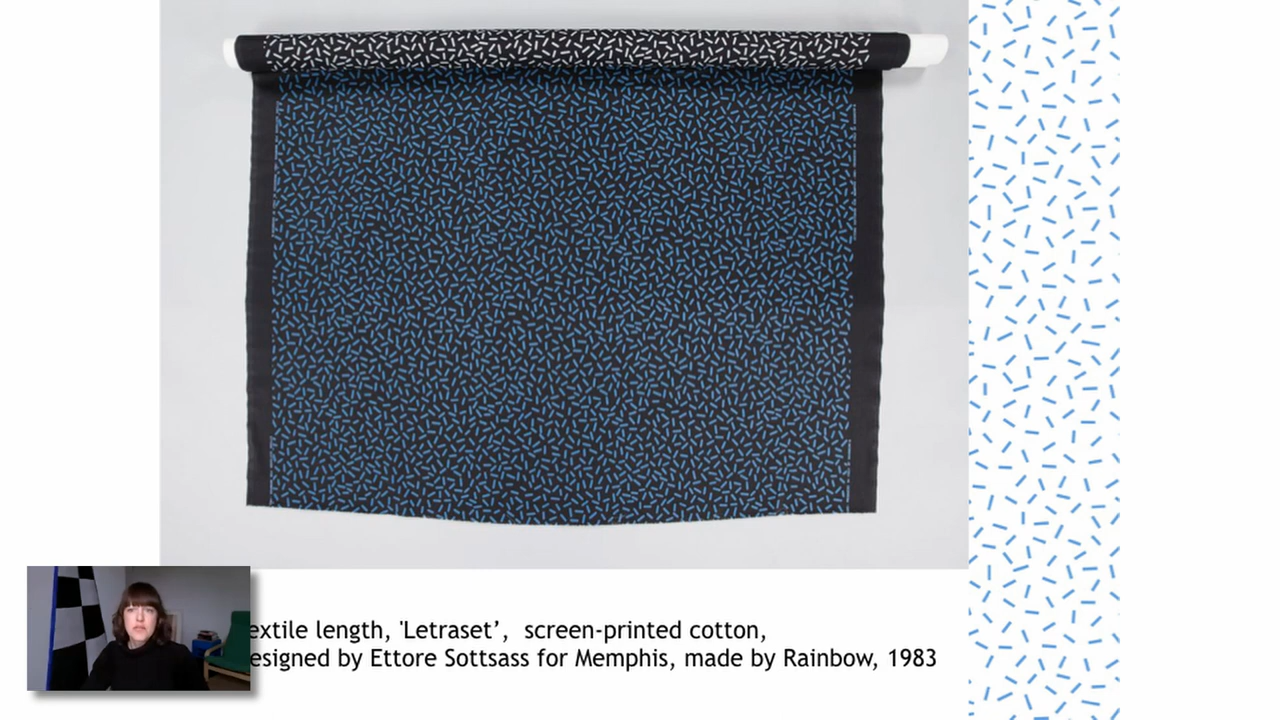 extile length, 'Letraset’, screen-printed cotton,
esigned by Ettore Sottsass for Memphis, made by Rainbow, 1983